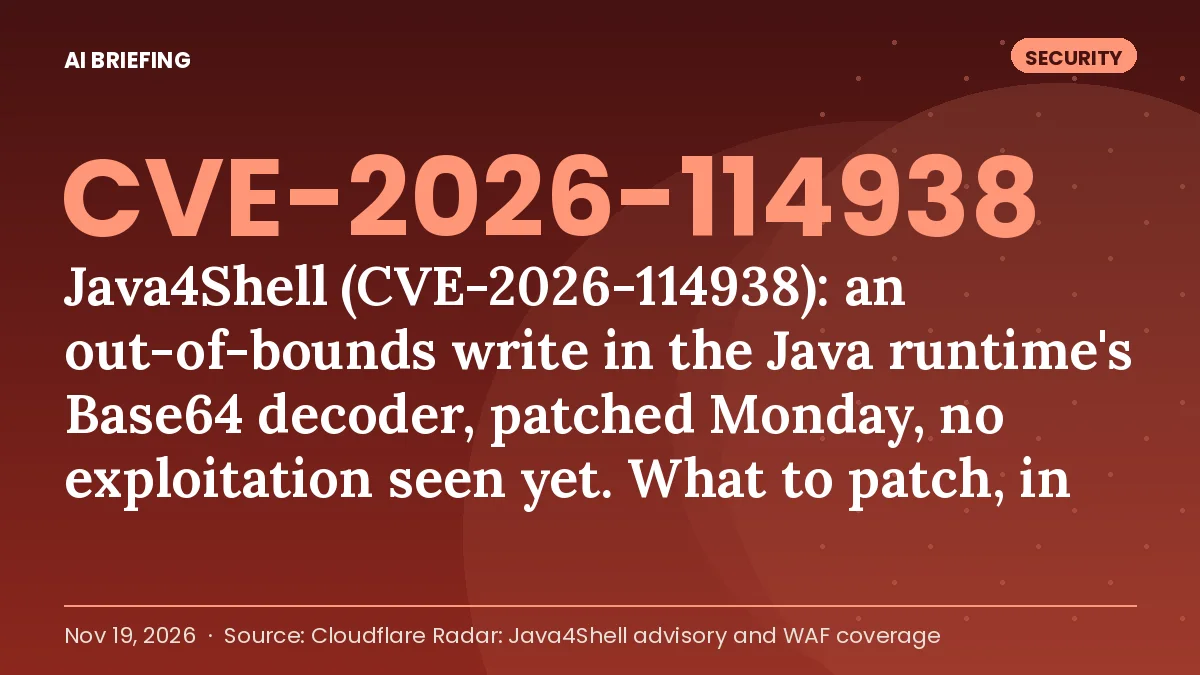 AI BRIEFING
SECURITY
CVE-2026-114938
Java4Shell (CVE-2026-114938): an
out-of-bounds write in the Java runtime's
Base64 decoder, patched Monday, no
exploitation seen yet. What to patch, in
Nov 19, 2026 · Source: Cloudflare Radar: Java4Shell advisory and WAF coverage